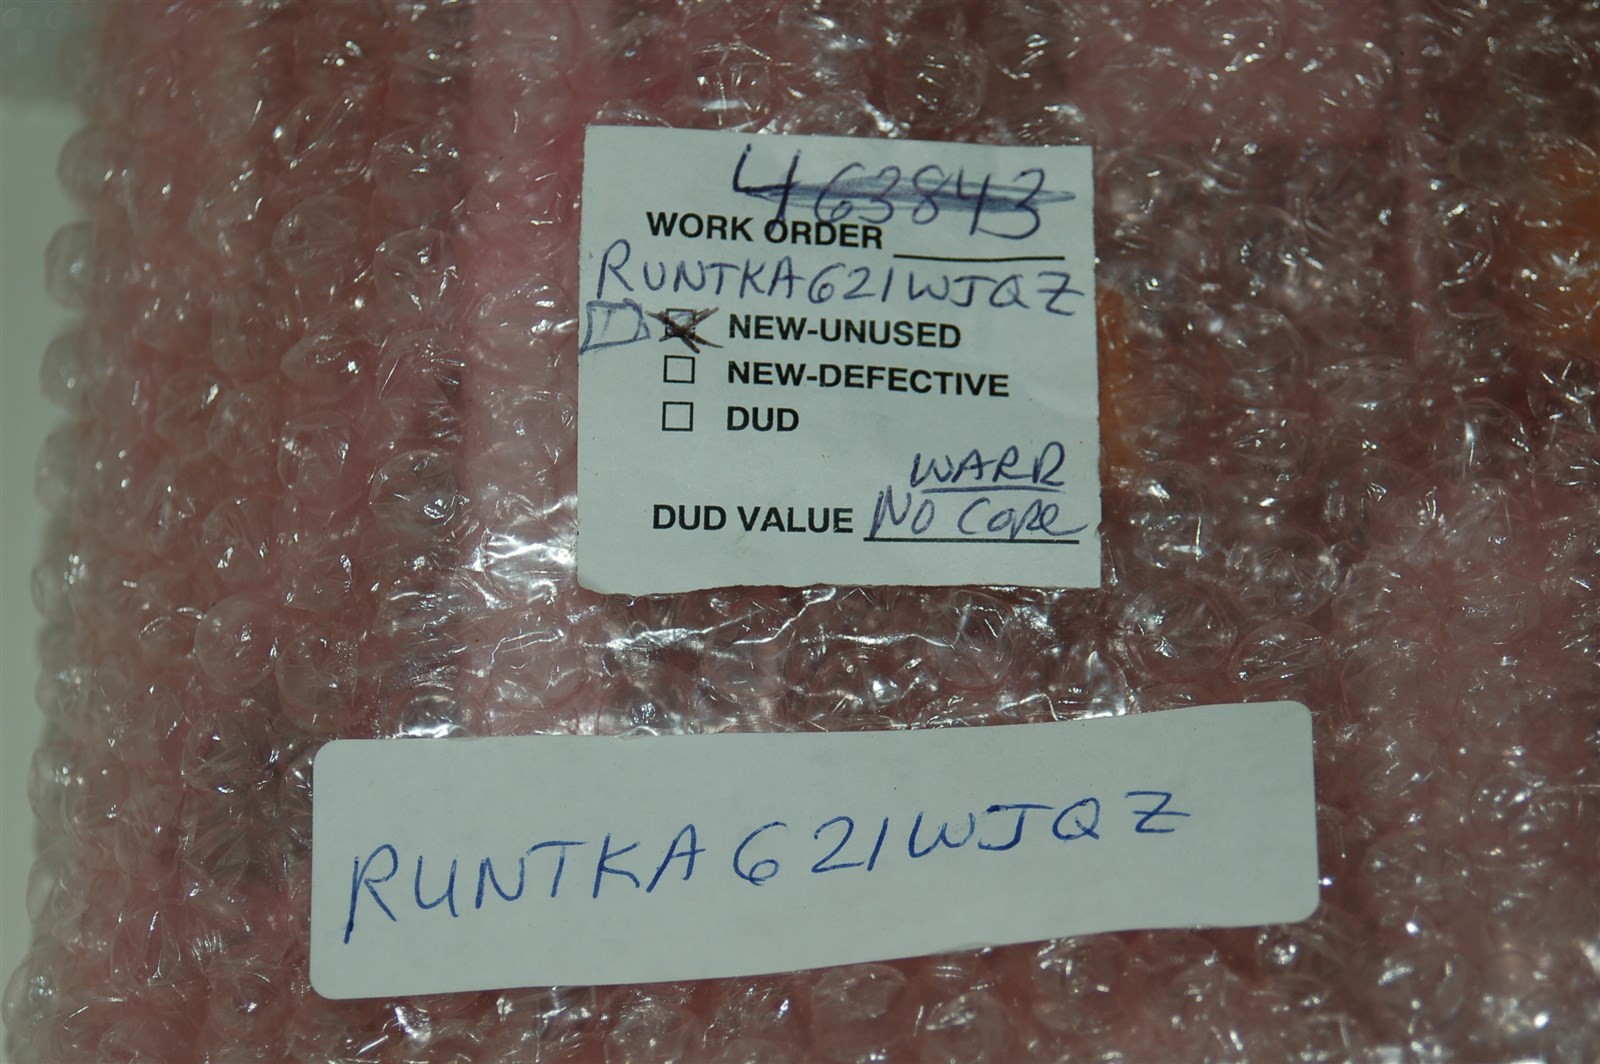 463843
WORK ORDER
RUNTKA621WJQZ
NEW-UNUSED
NEW-DEFECTIVE
DUD
WARR
DUD VALUE No CORE
RUNTKA621WJQZ